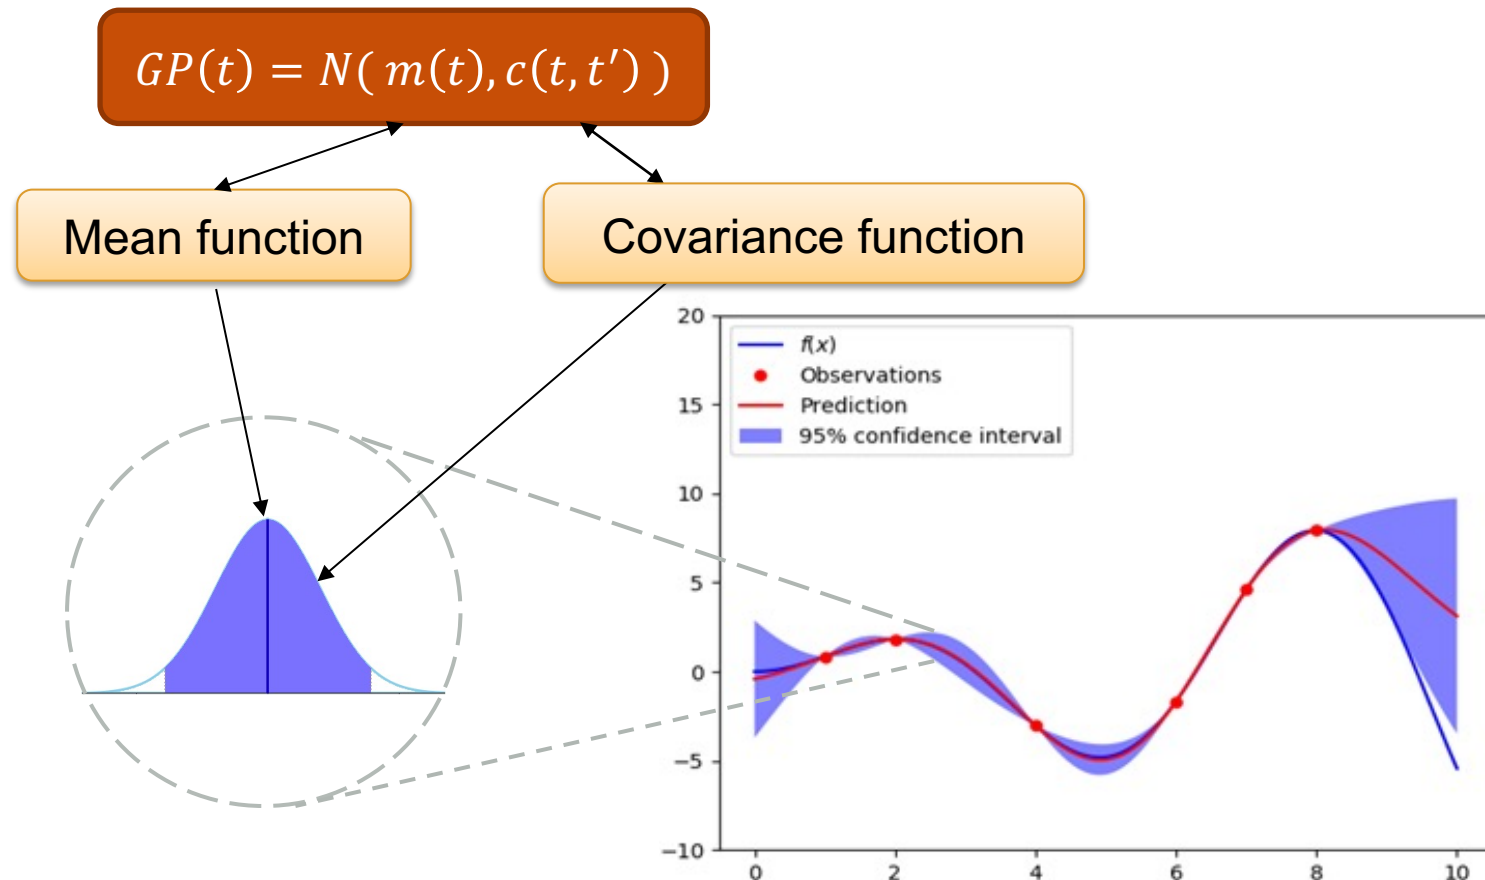 GP(t) = N( m(t), c(t, t′) )
Mean function
Covariance function
f(x)
Observations
Prediction
95% confidence interval
20
15
10
5
0
−5
−10
0 2 4 6 8 10